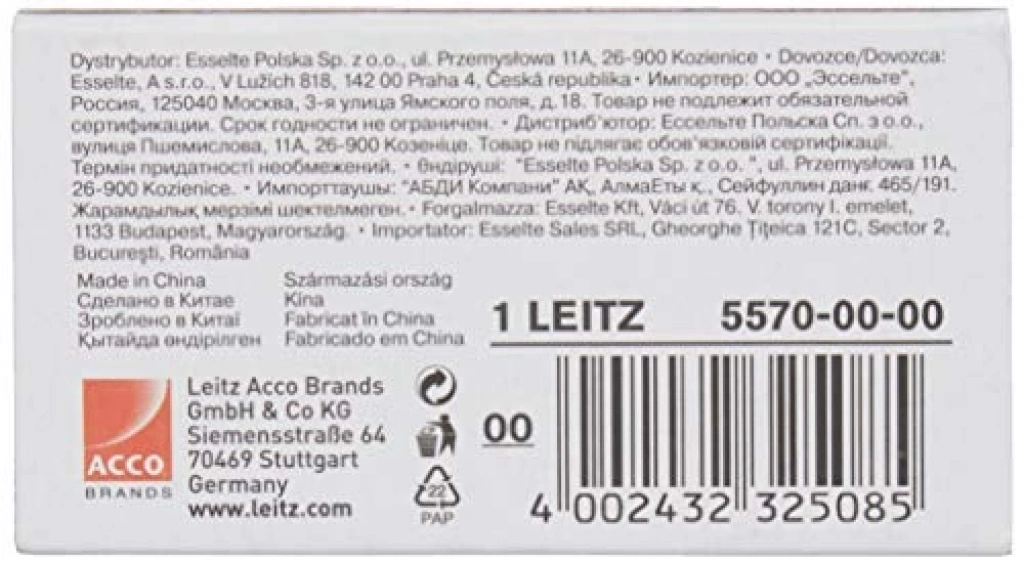 Dystrybutor: Esselte Polska Sp. z o.o., ul. Przemysłowa 11A, 26-900 Kozienice • Dovozce/Dovozca:
Esselte, A s.r.o., V Lužich 818, 142 00 Praha 4, Česká republika • Импортер: ООО „Эссельте",
Россия, 125040 Москва, 3-я улица Ямского поля, д. 18. Товар не подлежит обязательной
сертификации. Срок годности не ограничен. • Дистриб'ютор: Ессельте Польска Сп. з о.о.,
вулиця Пшемислова, 11А, 26-900 Козеніце. Товар не підлягає обов'язковій сертифікації.
Термін придатності необмежений. • Өндіруші: "Esselte Polska Sp. z o.o. ", ul. Przemysłowa 11A,
26-900 Kozienice. • Импорттаушы: "АБДИ Компани" АҚ, АлмаЕты қ., Сейфуллин даңғ. 465/191.
Жарамдылық мерзімі шектелмеген. • Forgalmazza: Esselte Kft, Váci út 76. V. torony I. emelet,
1133 Budapest, Magyarország. • Importator: Esselte Sales SRL, Gheorghe Țițeica 121C, Sector 2,
București, România
Made in China
Сделано в Китае
Зроблено в Китаї
Қытайда өндірілген
Származási ország
Kína
Fabricat în China
Fabricado em China
1 LEITZ 5570-00-00
ACCO
BRANDS
Leitz Acco Brands
GmbH & Co KG
Siemensstraße 64
70469 Stuttgart
Germany
www.leitz.com
22
PAP
00
4 002432 325085